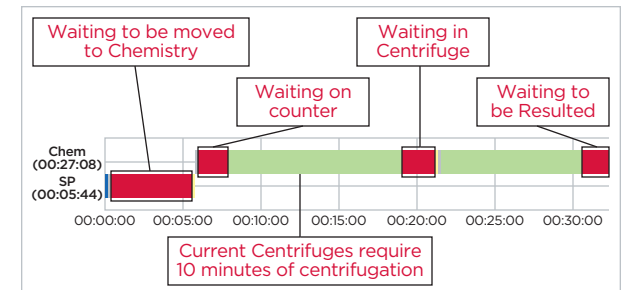 Waiting to be moved
to Chemistry
Waiting in
Centrifuge
Waiting on
counter
Waiting to
be Resulted
Chem
(00:27:08)
SP
(00:05:44)
00:00:00 00:05:00 00:10:00 00:15:00 00:20:00 00:25:00 00:30:00
Current Centrifuges require
10 minutes of centrifugation